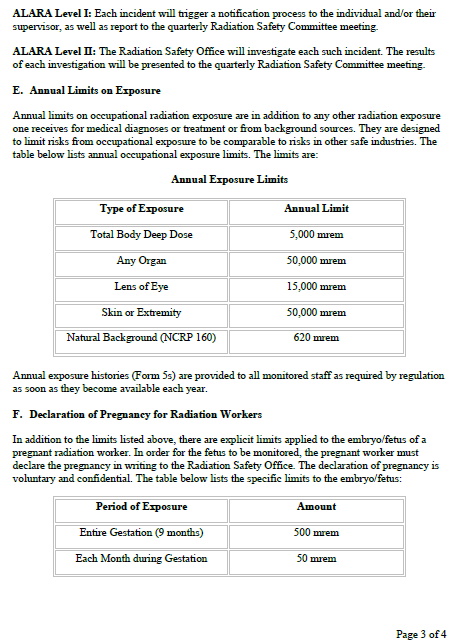 ALARA Level I: Each incident will trigger a notification process to the individual and/or their
supervisor, as well as report to the quarterly Radiation Safety Committee meeting.
ALARA Level II: The Radiation Safety Office will investigate each such incident. The results
of each investigation will be presented to the quarterly Radiation Safety Committee meeting.
E. Annual Limits on Exposure
Annual limits on occupational radiation exposure are in addition to any other radiation exposure
one receives for medical diagnoses or treatment or from background sources. They are designed
to limit risks from occupational exposure to be comparable to risks in other safe industries. The
table below lists annual occupational exposure limits. The limits are:
Annual Exposure Limits
Type of Exposure Annual Limit
Total Body Deep Dose 5,000 mrem
Any Organ 50,000 mrem
Lens of Eye 15,000 mrem
Skin or Extremity 50,000 mrem
Natural Background (NCRP 160) 620 mrem
Annual exposure histories (Form 5s) are provided to all monitored staff as required by regulation
as soon as they become available each year.
F. Declaration of Pregnancy for Radiation Workers
In addition to the limits listed above, there are explicit limits applied to the embryo/fetus of a
pregnant radiation worker. In order for the fetus to be monitored, the pregnant worker must
declare the pregnancy in writing to the Radiation Safety Office. The declaration of pregnancy is
voluntary and confidential. The table below lists the specific limits to the embryo/fetus:
Period of Exposure Amount
Entire Gestation (9 months) 500 mrem
Each Month during Gestation 50 mrem
Page 3 of 4